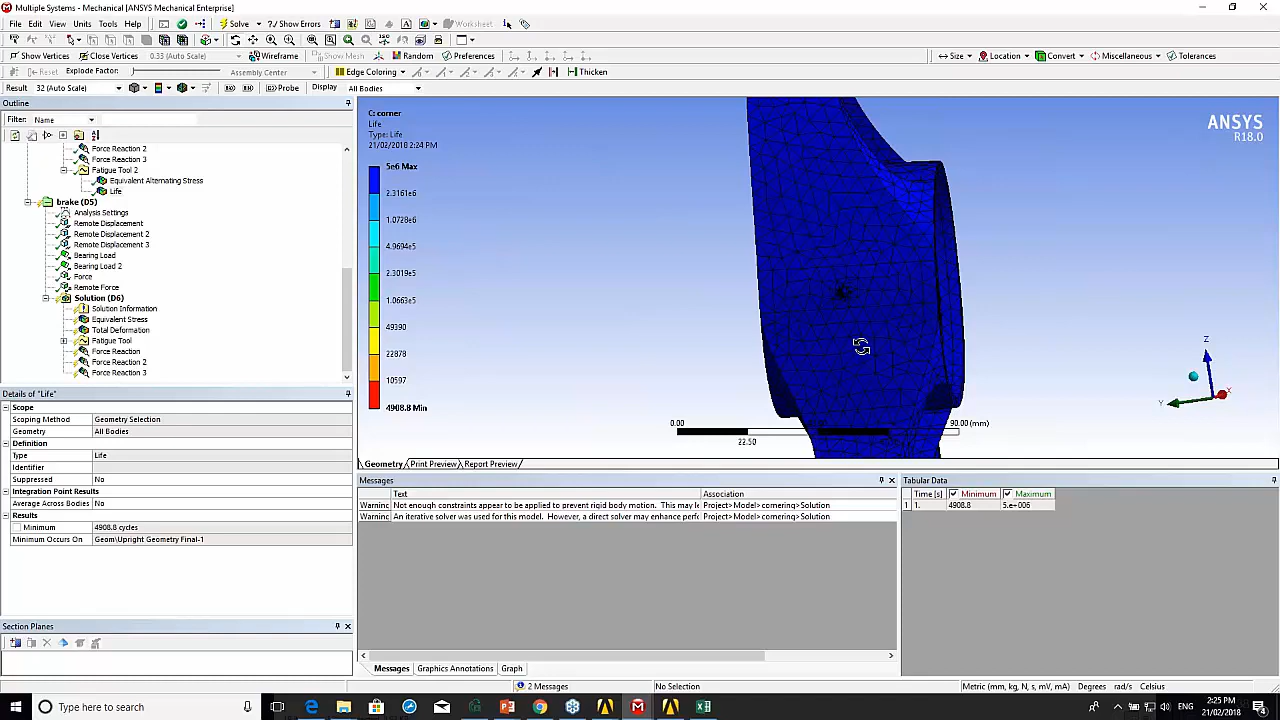 Multiple Systems - Mechanical [ANSYS Mechanical Enterprise]
File Edit View Units Tools Help Solve ?/ Show Errors Worksheet
Show Vertices Close Vertices 0.33 (Auto Scale) Wireframe Show Mesh Random Preferences Size Location Convert Miscellaneous Tolerances
Reset Explode Factor: Assembly Center Edge Coloring Thicken
Result 32 (Auto Scale) Probe Display All Bodies
Outline
Filter: Name
Force Reaction 2
Force Reaction 3
Fatigue Tool 2
Equivalent Alternating Stress
Life
brake (D5)
Analysis Settings
Remote Displacement
Remote Displacement 2
Remote Displacement 3
Bearing Load
Bearing Load 2
Force
Remote Force
Solution (D6)
Solution Information
Equivalent Stress
Total Deformation
Fatigue Tool
Force Reaction
Force Reaction 2
Force Reaction 3
Details of "Life"
Scope
Scoping Method Geometry Selection
Geometry All Bodies
Definition
Type Life
Identifier
Suppressed No
Integration Point Results
Average Across Bodies No
Results
Minimum 4908.8 cycles
Minimum Occurs On Geom\Upright Geometry Final-1
Section Planes
C: corner
Life
Type: Life
21/02/2018 2:24 PM
5e6 Max
2.3161e6
1.0728e6
4.9694e5
2.3019e5
1.0663e5
49390
22878
10597
4908.8 Min
ANSYS
R18.0
Z
Y
X
0.00 90.00 (mm)
22.50
Geometry Print Preview Report Preview
Messages
Text Association
Warninc Not enough constraints appear to be applied to prevent rigid body motion. This may le Project>Model>cornering>Solution
Warninc An iterative solver was used for this model. However, a direct solver may enhance perfc Project>Model>cornering>Solution
Messages Graphics Annotations Graph
Tabular Data
Time [s] Minimum Maximum
1 1. 4908.8 5.e+006
2 Messages No Selection Metric (mm, kg, N, s, mV, mA) Degrees rad/s Celsius
Type here to search
2:25 PM
21/02/2018